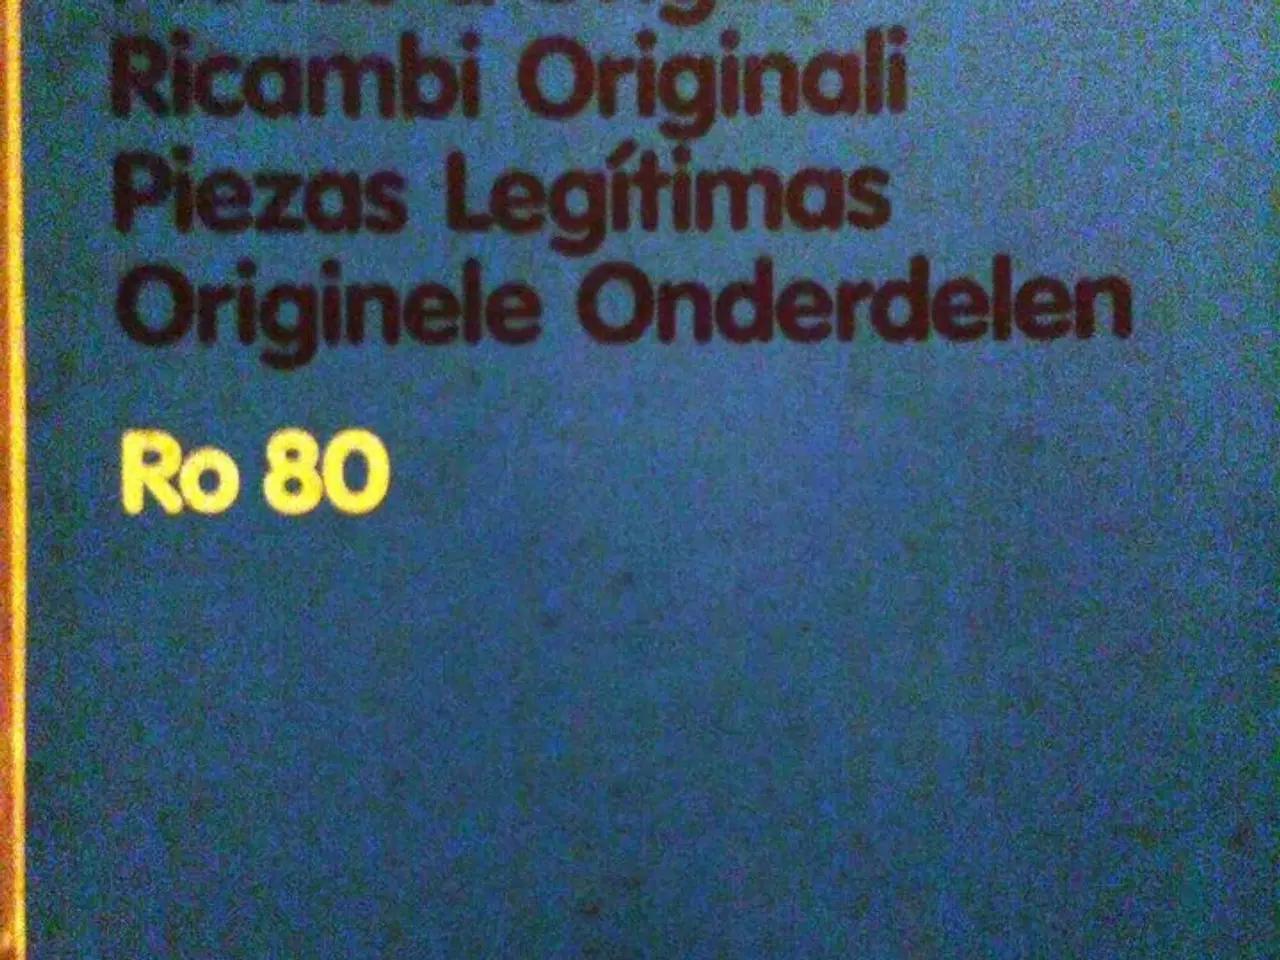 Ricambi Originali
Piezas Legítimas
Originele Onderdelen
Ro 80